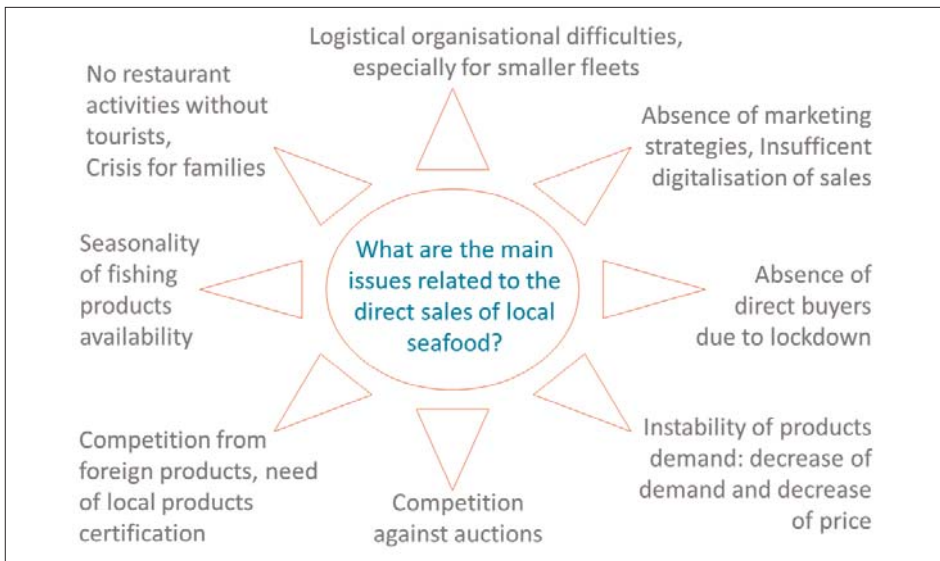 Logistical organisational difficulties,
especially for smaller fleets
Absence of marketing
strategies, Insufficent
digitalisation of sales
Absence of
direct buyers
due to lockdown
Instability of products
demand: decrease of
demand and decrease
of price
Competition
against auctions
Competition from
foreign products, need
of local products
certification
Seasonality
of fishing
products
availability
No restaurant
activities without
tourists,
Crisis for families
What are the main
issues related to the
direct sales of local
seafood?